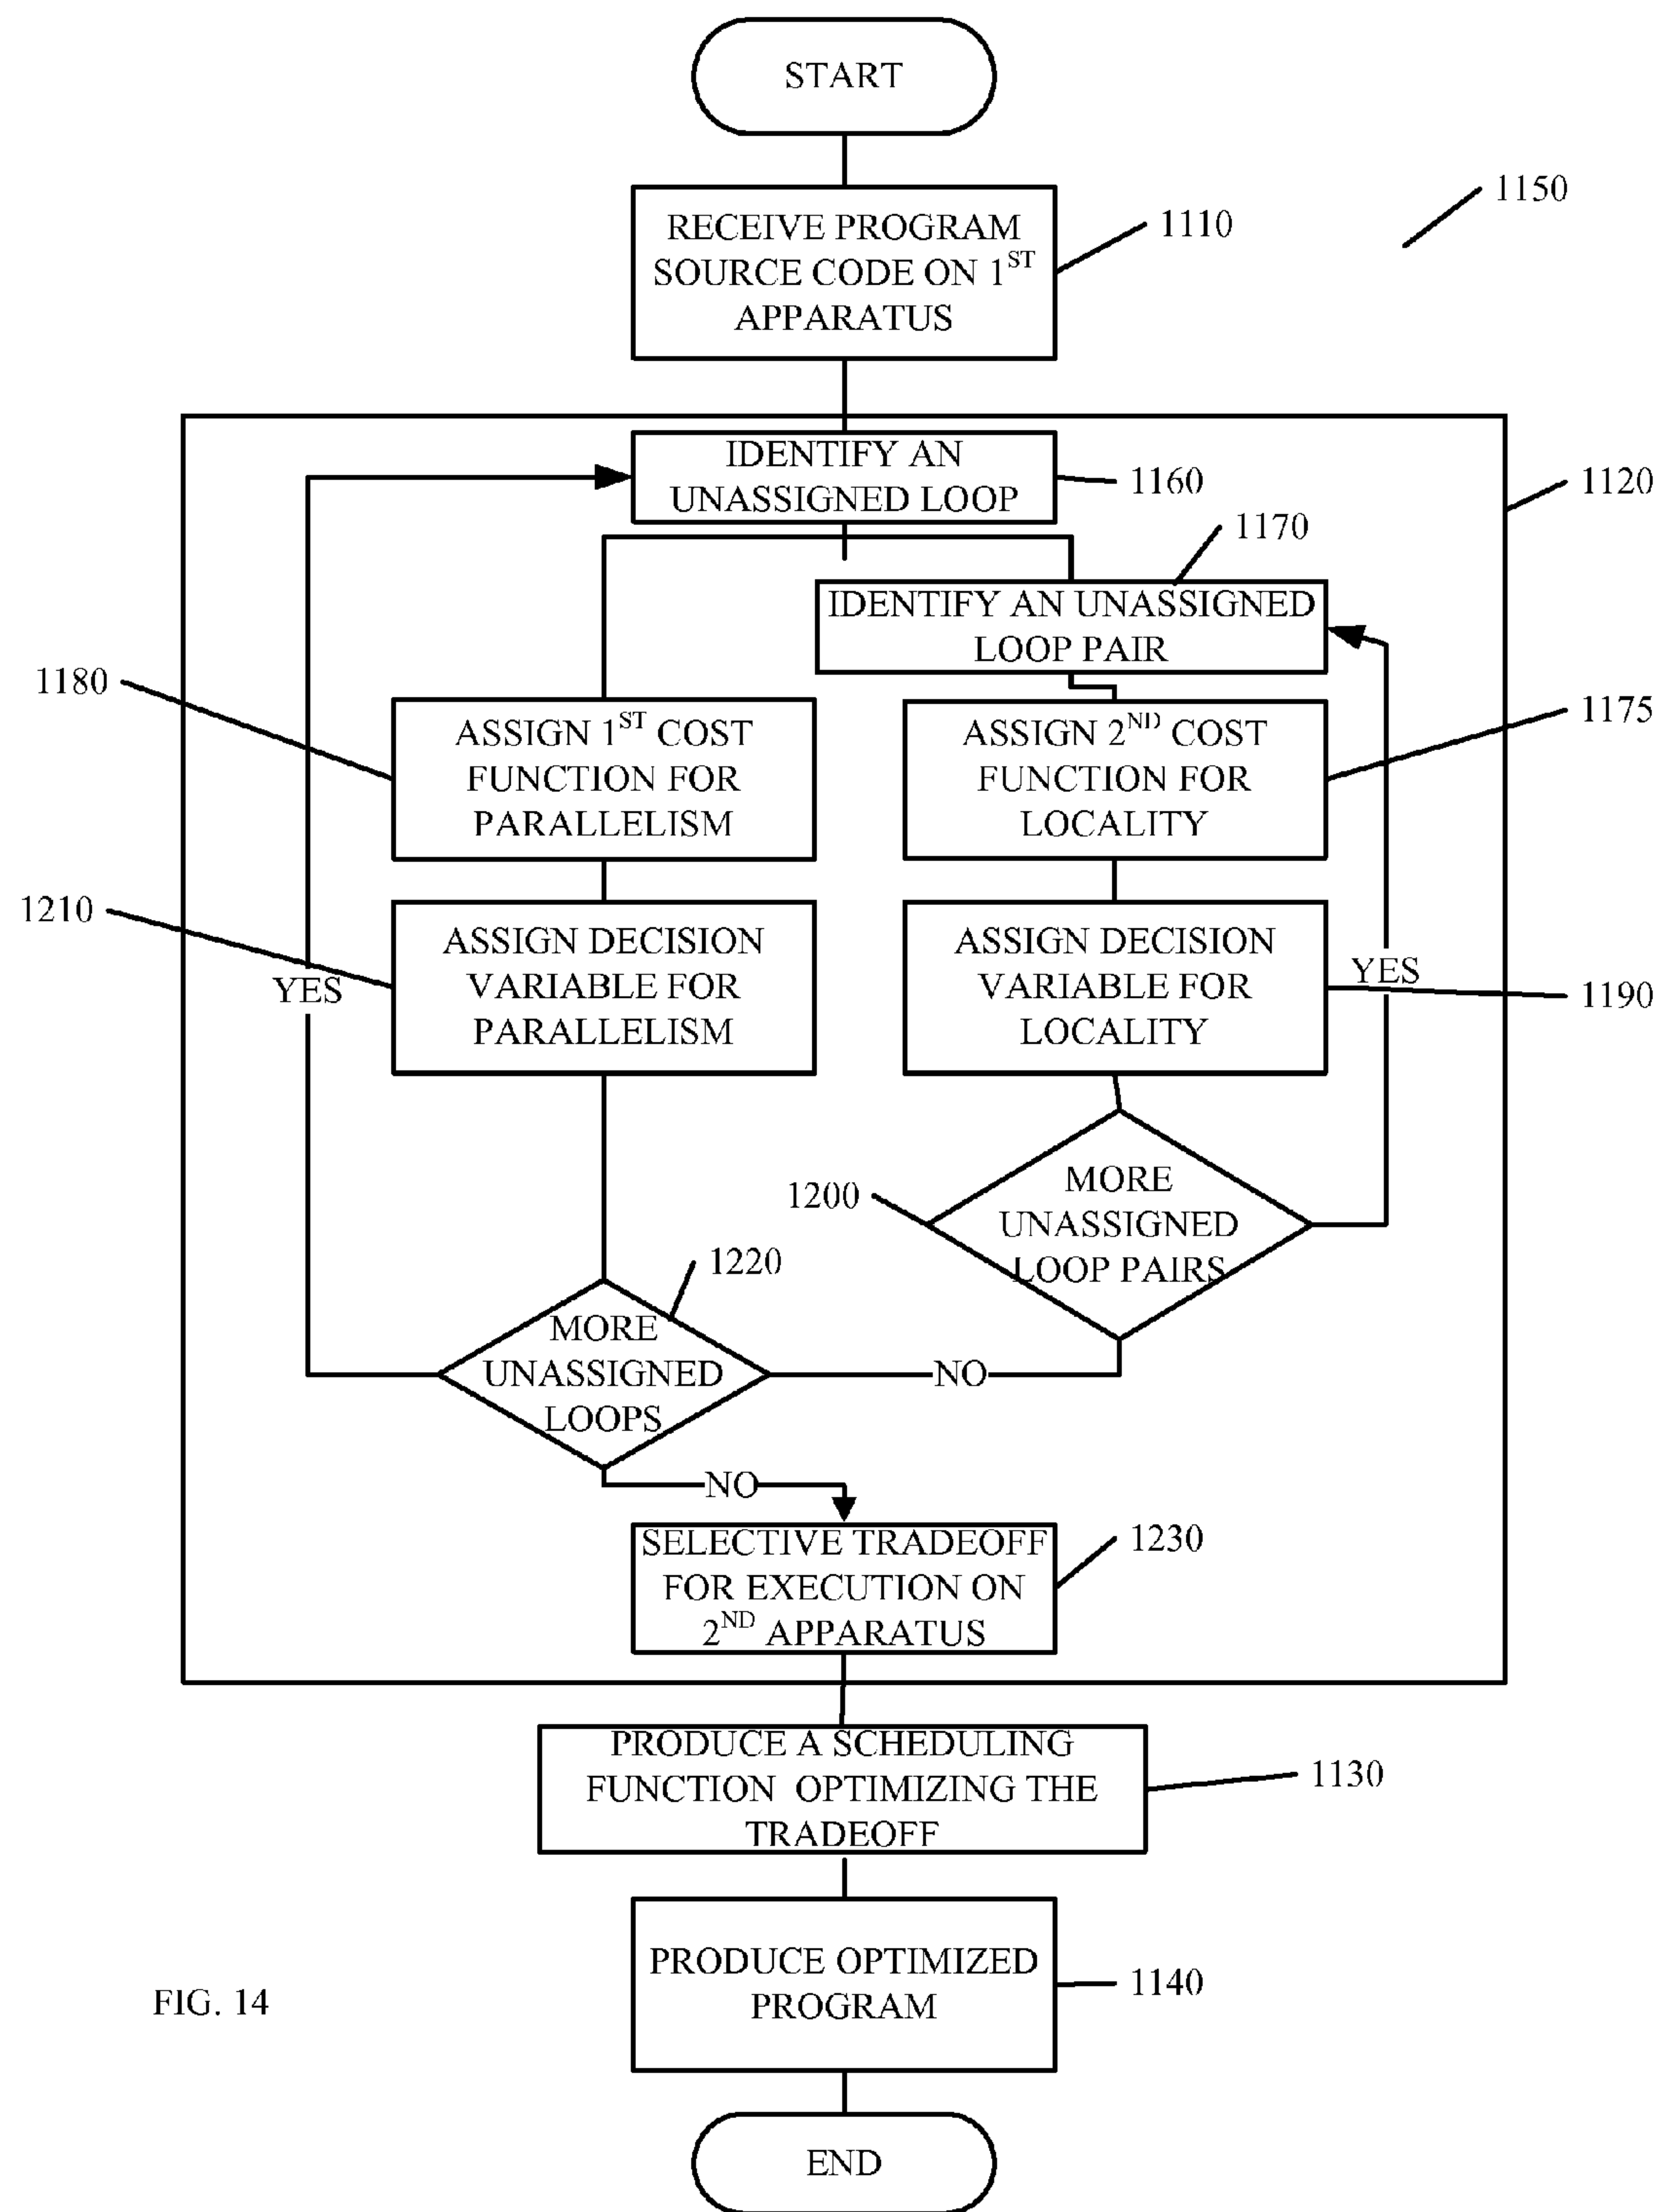 START
1150
RECEIVE PROGRAM
SOURCE CODE ON 1ST
APPARATUS
1110
IDENTIFY AN
UNASSIGNED LOOP
1160
1120
1170
IDENTIFY AN UNASSIGNED
LOOP PAIR
1180
ASSIGN 1ST COST
FUNCTION FOR
PARALLELISM
ASSIGN 2ND COST
FUNCTION FOR
LOCALITY
1175
1210
ASSIGN DECISION
VARIABLE FOR
PARALLELISM
ASSIGN DECISION
VARIABLE FOR
LOCALITY
YES
YES
1190
1200
MORE
UNASSIGNED
LOOP PAIRS
1220
MORE
UNASSIGNED
LOOPS
NO
NO
SELECTIVE TRADEOFF
FOR EXECUTION ON
2ND APPARATUS
1230
PRODUCE A SCHEDULING
FUNCTION OPTIMIZING THE
TRADEOFF
1130
PRODUCE OPTIMIZED
PROGRAM
1140
FIG. 14
END